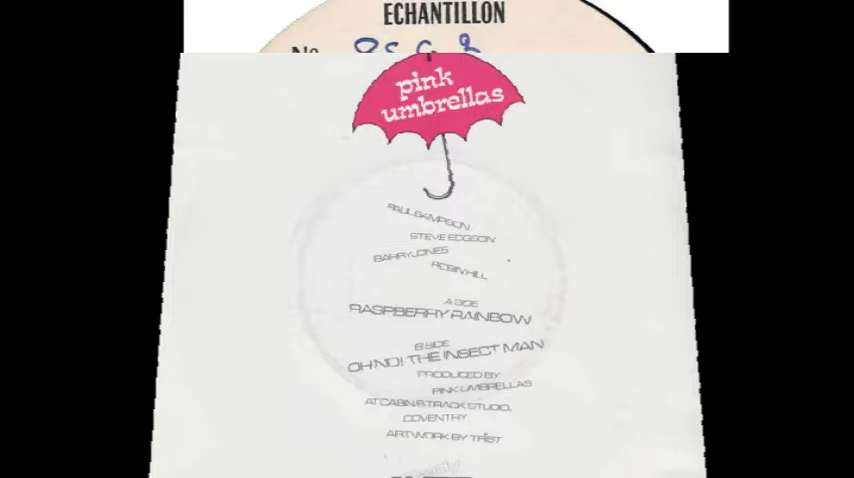 ECHANTILLON
No
pink
umbrellas
PAUL SAMPSON
STEVE EDGSON
BARRY JONES
ROBIN HILL
A SIDE
RASPBERRY RAINBOW
B SIDE
OH NO! THE INSECT MAN
PRODUCED BY
PINK UMBRELLAS
AT CABIN 8 TRACK STUDIO,
COVENTRY
ARTWORK BY TRIST